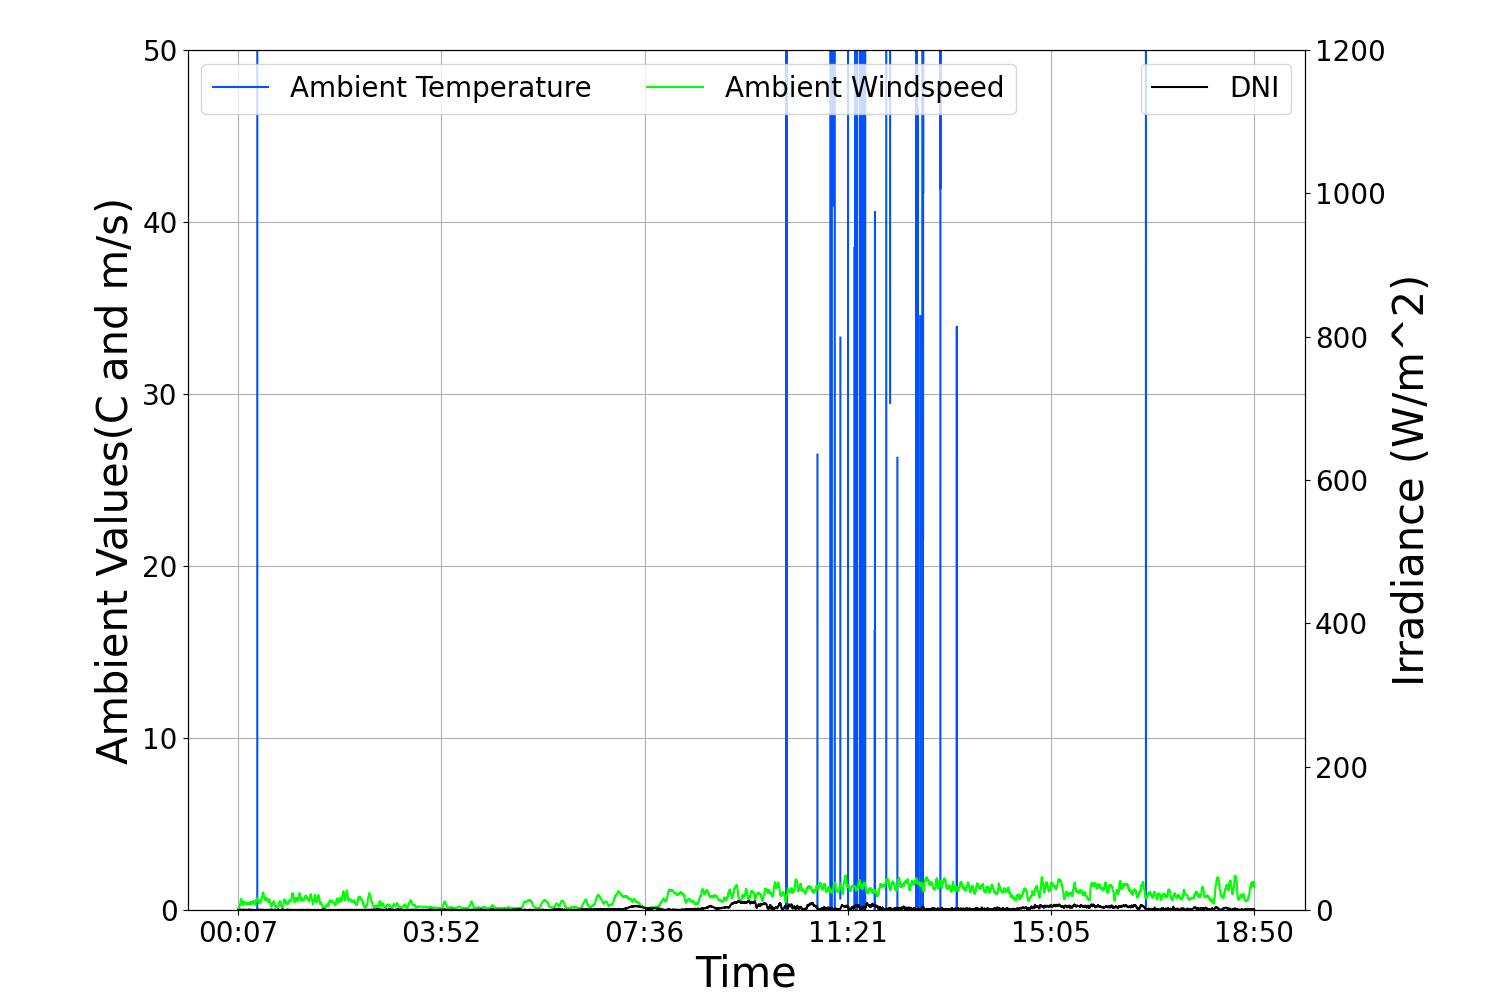 Ambient Temperature
Ambient Windspeed
DNI
Ambient Values(C and m/s)
50
40
30
20
10
0
1200
1000
800
600
400
200
0
Irradiance (W/m^2)
00:07 03:52 07:36 11:21 15:05 18:50
Time